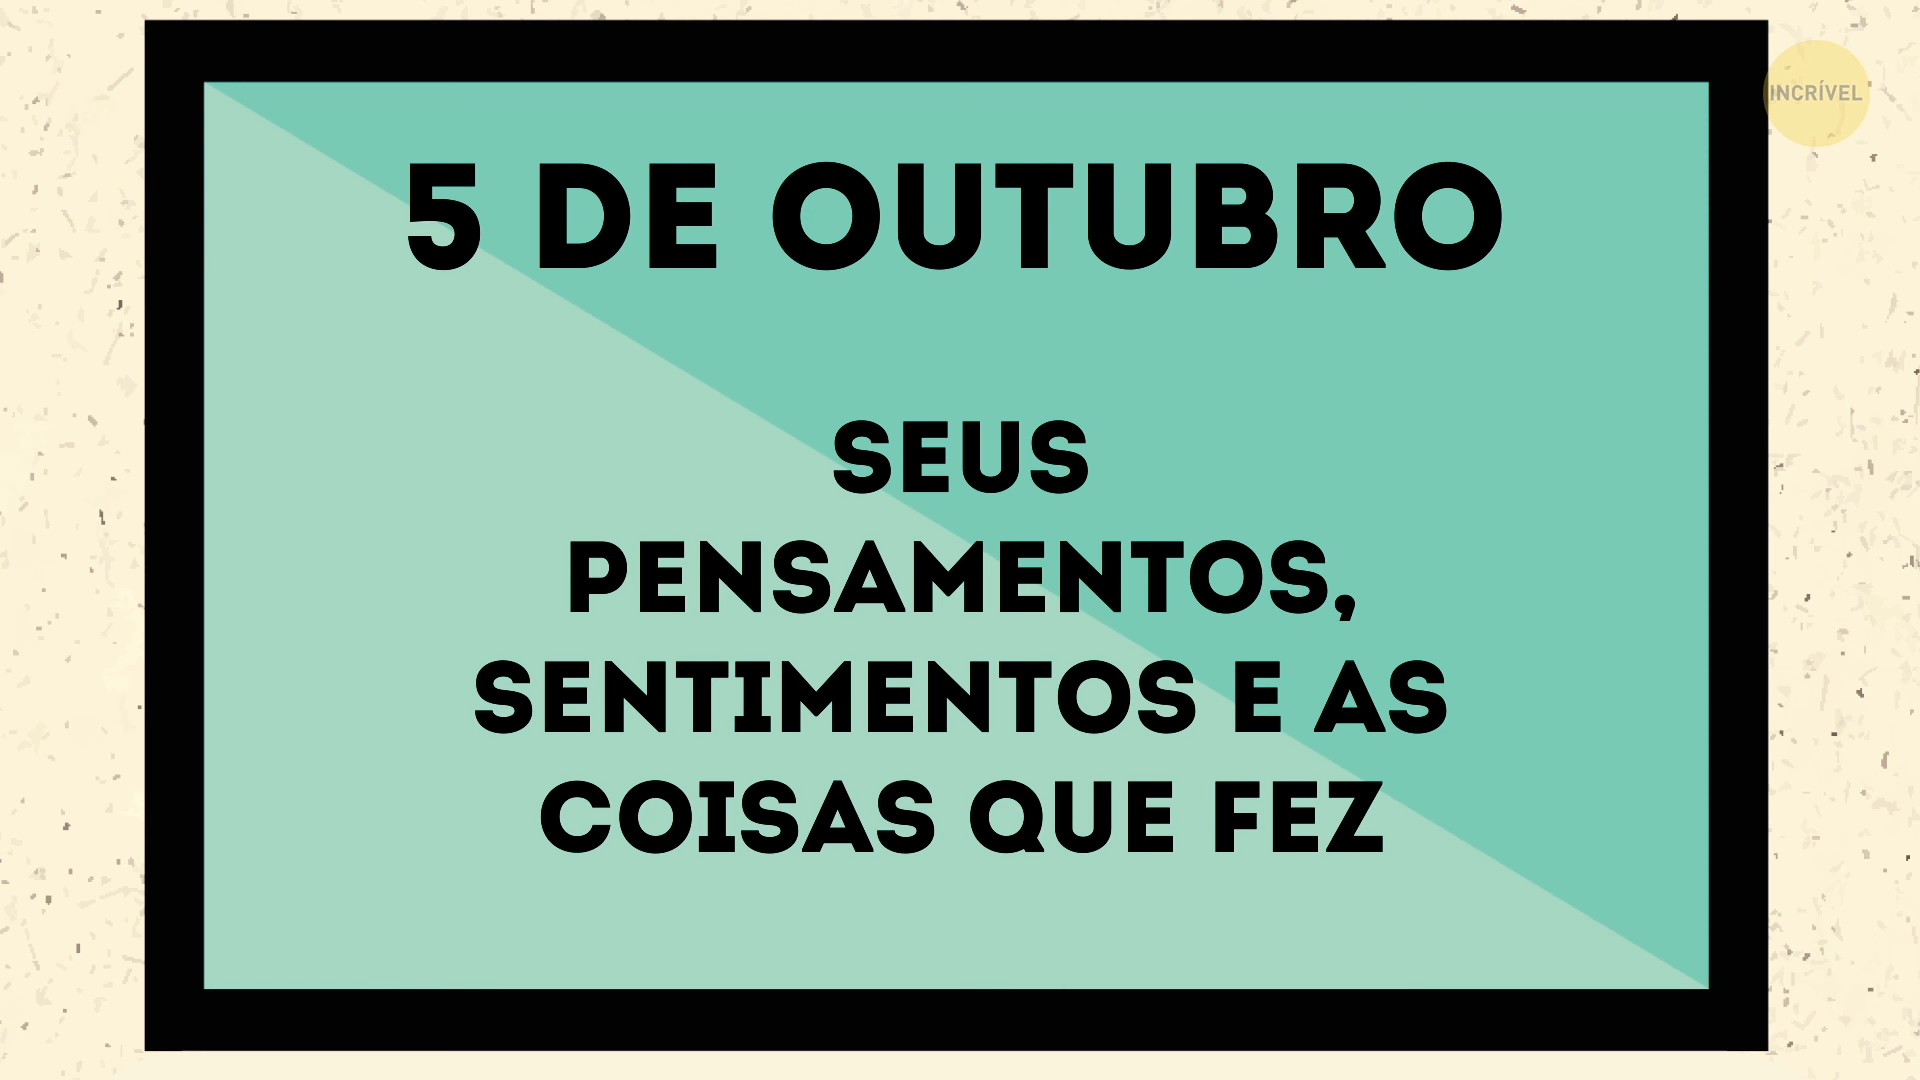 INCRÍVEL
5 DE OUTUBRO
SEUS
PENSAMENTOS,
SENTIMENTOS E AS
COISAS QUE FEZ